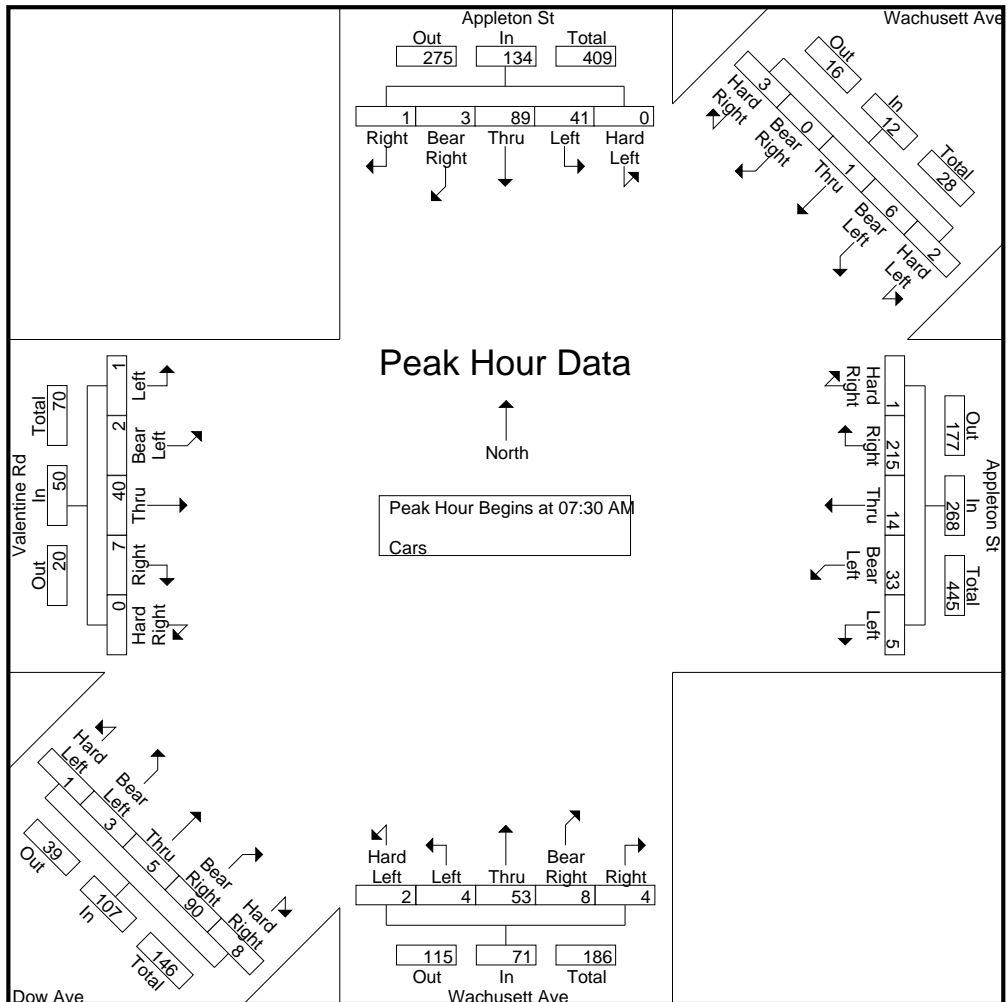 Appleton St
Out In Total
275 134 409
1 3 89 41 0
Right Bear Right Thru Left Hard Left
Wachusett Ave
Out
16
In
12
Total
28
3 0 1 6 2
Hard Right
Bear Right
Thru
Bear Left
Hard Left
Valentine Rd
Total
70
In
50
Out
20
1 2 40 7 0
Left
Bear Left
Thru
Right
Hard Right
Peak Hour Data
North
Peak Hour Begins at 07:30 AM
Cars
1 215 14 33 5
Hard Right
Right
Thru
Bear Left
Left
Out
177
In
268
Total
445
Appleton St
Hard Left
Bear Left
Thru
Bear Right
Hard Right
1 3 5 90 8
39
Out
107
In
146
Total
Dow Ave
Hard Left Left Thru Bear Right Right
2 4 53 8 4
115 71 186
Out In Total
Wachusett Ave